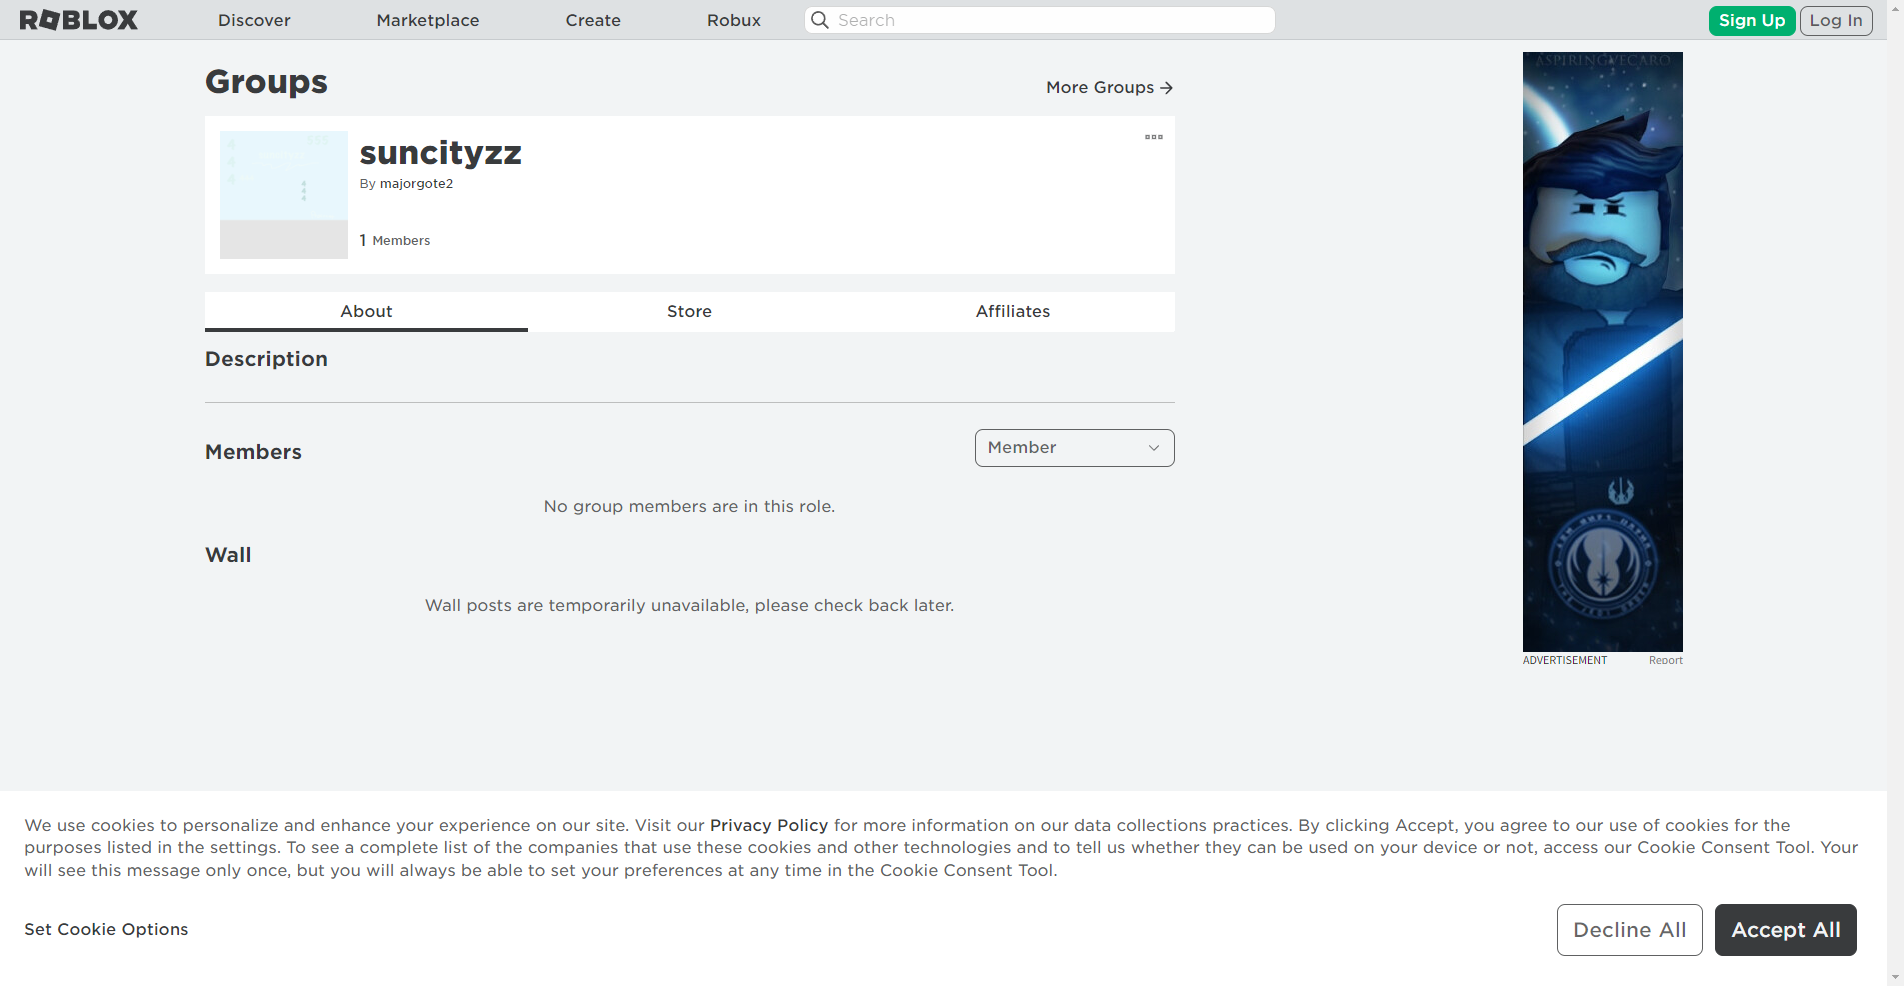 ROBLOX
Discover
Marketplace
Create
Robux
Search
Sign Up
Log In
Groups
More Groups →
suncityzz
By majorgote2
1 Members
About
Store
Affiliates
Description
Members
Member
No group members are in this role.
Wall
Wall posts are temporarily unavailable, please check back later.
ASPIRINGVECARO
ADVERTISEMENT
Report
We use cookies to personalize and enhance your experience on our site. Visit our Privacy Policy for more information on our data collections practices. By clicking Accept, you agree to our use of cookies for the
purposes listed in the settings. To see a complete list of the companies that use these cookies and other technologies and to tell us whether they can be used on your device or not, access our Cookie Consent Tool. Your
will see this message only once, but you will always be able to set your preferences at any time in the Cookie Consent Tool.
Set Cookie Options
Decline All
Accept All